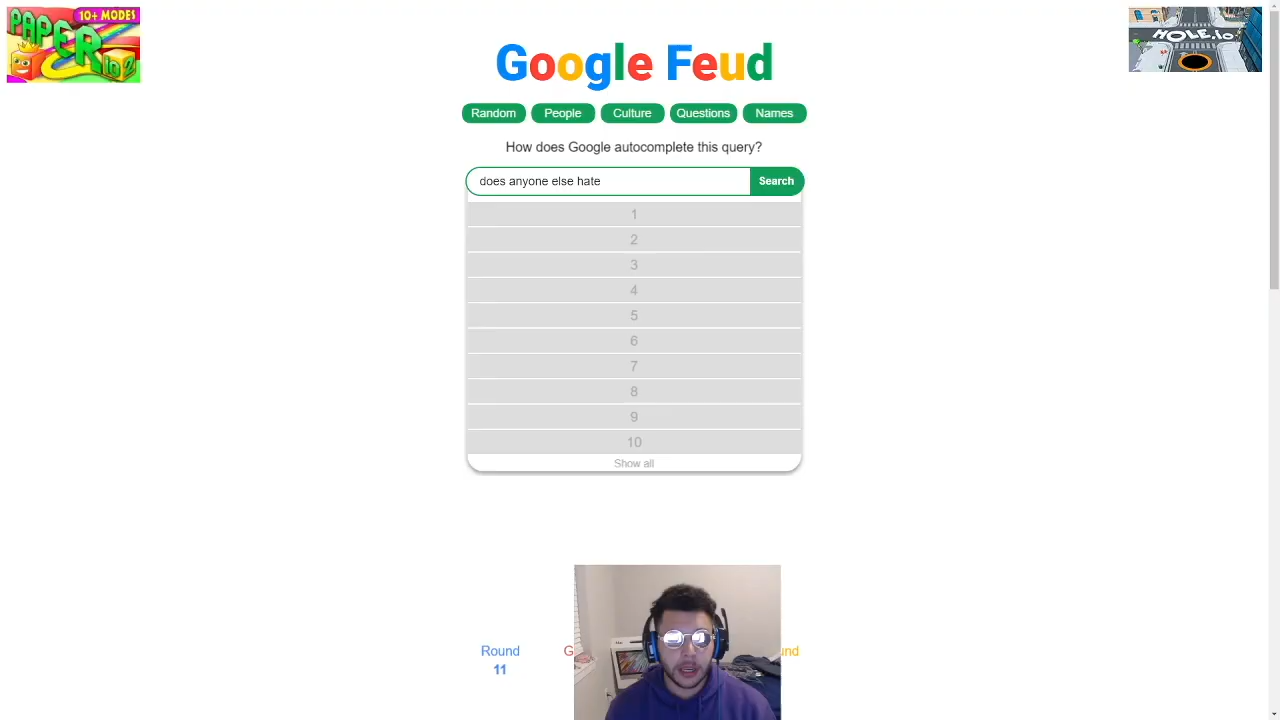 10+ MODES
PAPER
io 2
HOLE.io
Google Feud
Random People Culture Questions Names
How does Google autocomplete this query?
does anyone else hate Search
1
2
3
4
5
6
7
8
9
10
Show all
Round G und
11